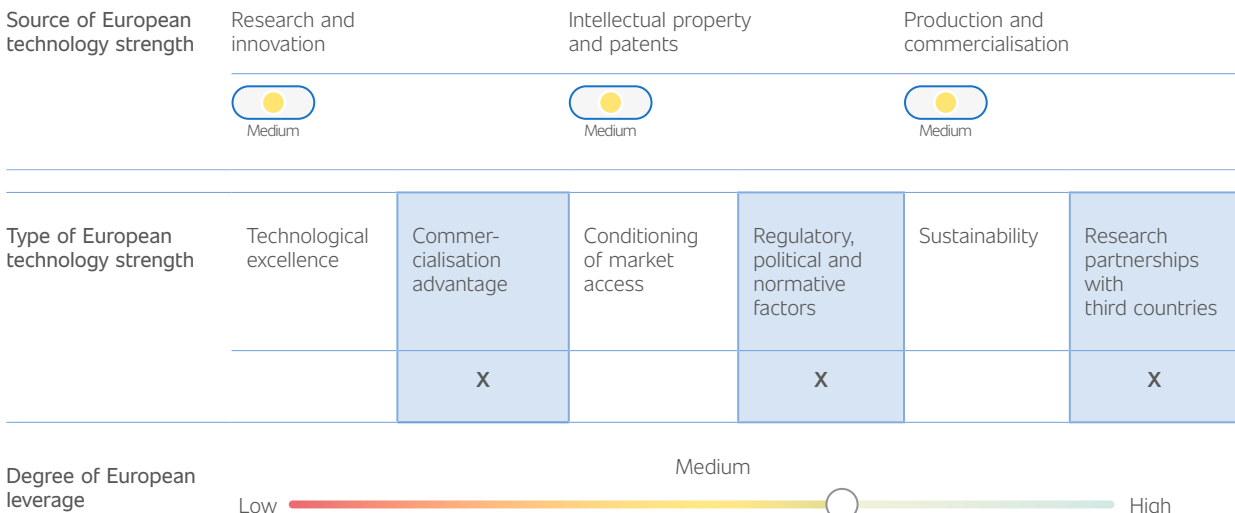 Source of European
technology strength
Research and
innovation
Intellectual property
and patents
Production and
commercialisation
Medium
Medium
Medium
Type of European
technology strength
Technological
excellence
Commer-
cialisation
advantage
Conditioning
of market
access
Regulatory,
political and
normative
factors
Sustainability
Research
partnerships
with
third countries
X
X
X
Degree of European
leverage
Medium
Low
High